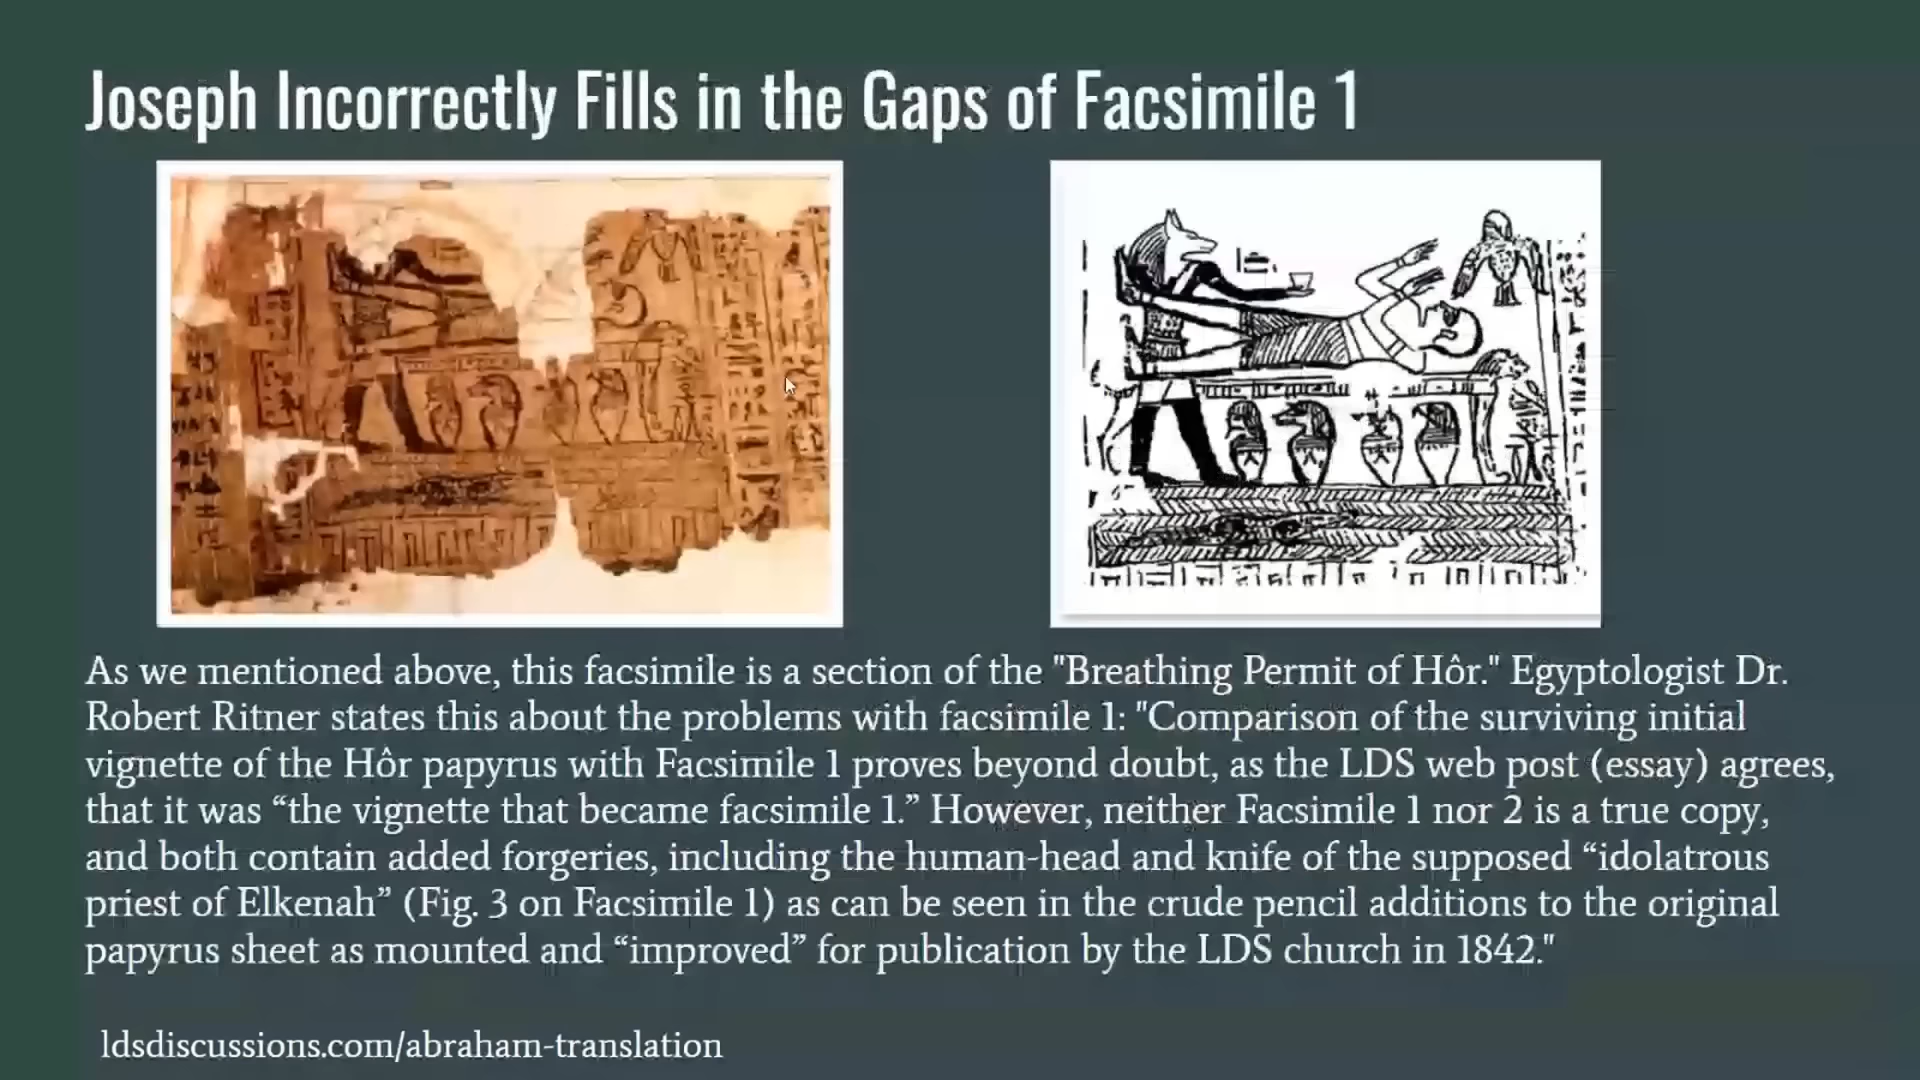 Joseph Incorrectly Fills in the Gaps of Facsimile 1
As we mentioned above, this facsimile is a section of the "Breathing Permit of Hôr." Egyptologist Dr.
Robert Ritner states this about the problems with facsimile 1: "Comparison of the surviving initial
vignette of the Hôr papyrus with Facsimile 1 proves beyond doubt, as the LDS web post (essay) agrees,
that it was “the vignette that became facsimile 1.” However, neither Facsimile 1 nor 2 is a true copy,
and both contain added forgeries, including the human-head and knife of the supposed “idolatrous
priest of Elkenah” (Fig. 3 on Facsimile 1) as can be seen in the crude pencil additions to the original
papyrus sheet as mounted and “improved” for publication by the LDS church in 1842."
ldsdiscussions.com/abraham-translation